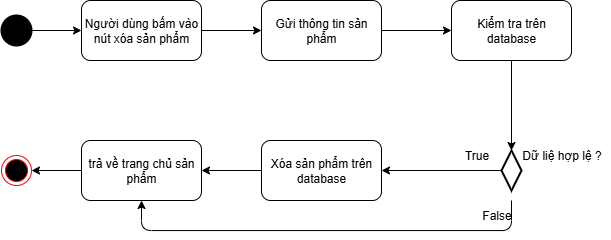 Người dùng bấm vào
nút xóa sản phẩm
Gửi thông tin sản
phẩm
Kiểm tra trên
database
Dữ liệ hợp lệ ?
True
Xóa sản phẩm trên
database
trả về trang chủ sản
phẩm
False